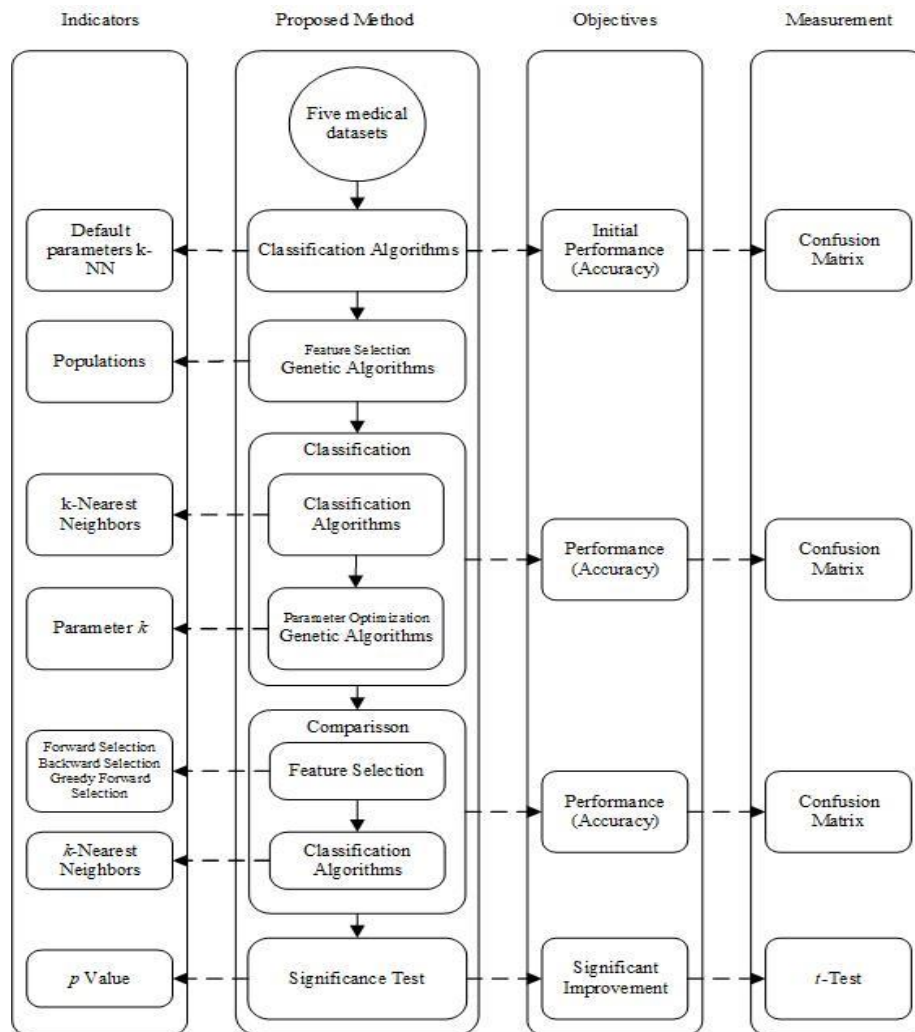 Indicators
Proposed Method
Objectives
Measurement
Five medical
datasets
Default
parameters k-
NN
Classification Algorithms
Initial
Performance
(Accuracy)
Confusion
Matrix
Populations
Feature Selection
Genetic Algorithms
Classification
k-Nearest
Neighbors
Classification
Algorithms
Performance
(Accuracy)
Confusion
Matrix
Parameter k
Parameter Optimization
Genetic Algorithms
Comparisson
Forward Selection
Backward Selection
Greedy Forward
Selection
Feature Selection
Performance
(Accuracy)
Confusion
Matrix
k-Nearest
Neighbors
Classification
Algorithms
p Value
Significance Test
Significant
Improvement
t-Test